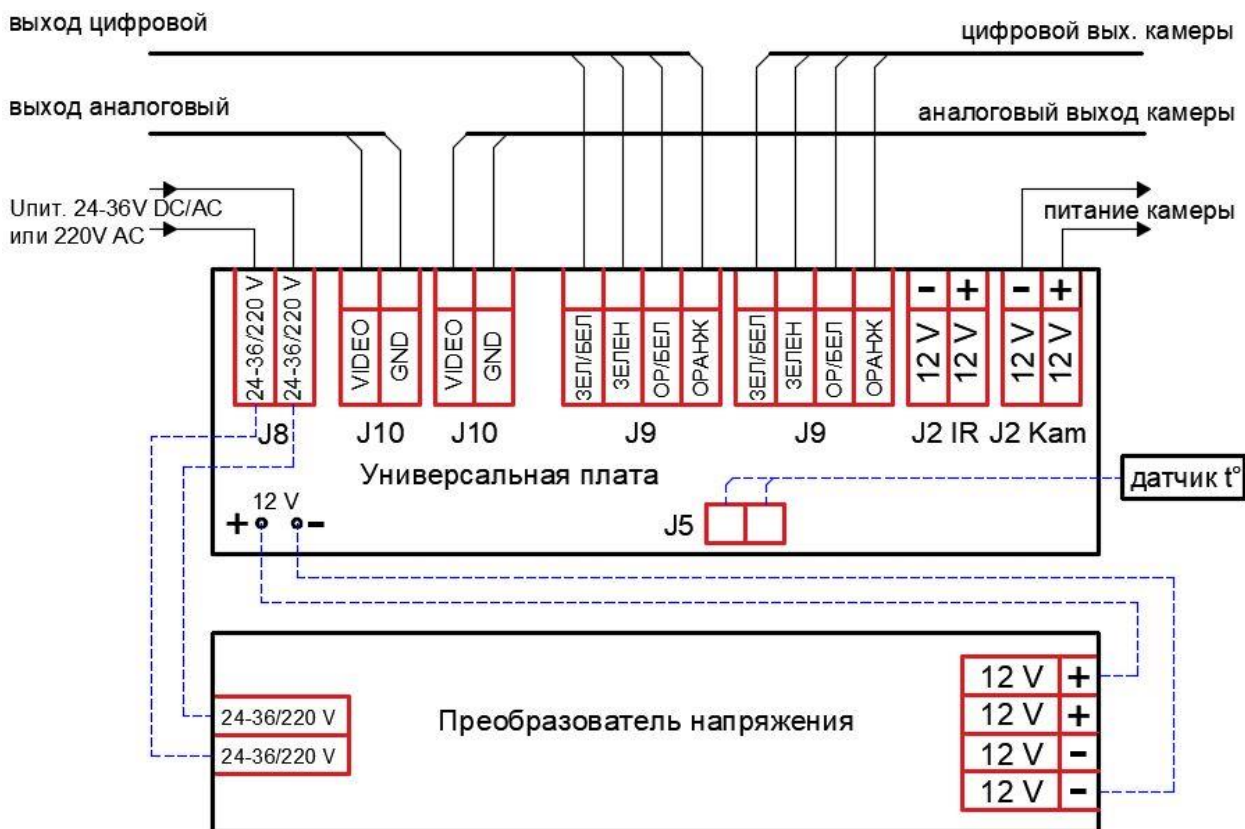 выход цифровой
цифровой вых. камеры
выход аналоговый
аналоговый выход камеры
Uпит. 24-36V DC/AC
или 220V AC
питание камеры
24-36/220 V
24-36/220 V
VIDEO
GND
VIDEO
GND
ЗЕЛ/БЕЛ
ЗЕЛЕН
ОР/БЕЛ
ОРАНЖ
ЗЕЛ/БЕЛ
ЗЕЛЕН
ОР/БЕЛ
ОРАНЖ
- 12 V
+ 12 V
- 12 V
+ 12 V
J8
J10
J10
J9
J9
J2 IR
J2 Kam
Универсальная плата
датчик t°
12 V
+ -
J5
24-36/220 V
24-36/220 V
Преобразователь напряжения
12 V +
12 V +
12 V -
12 V -